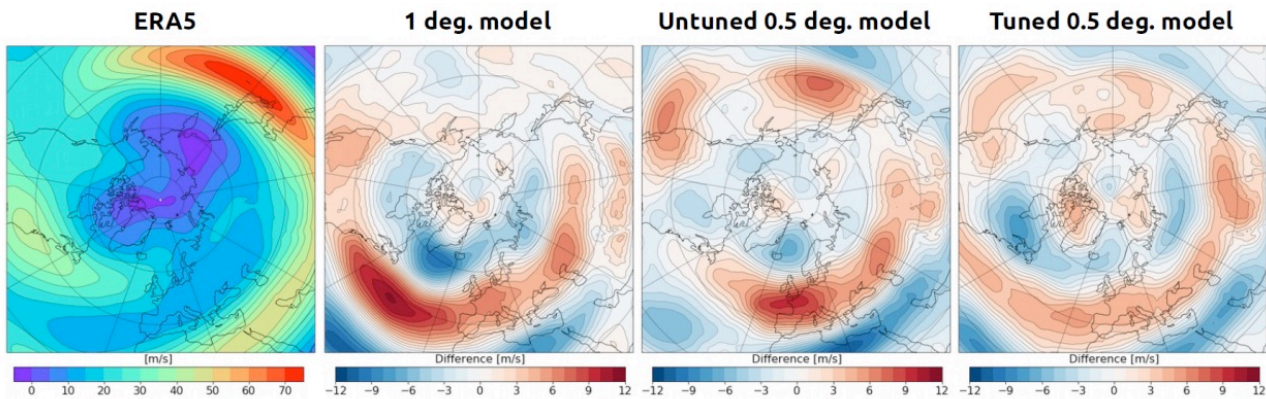 ERA5
1 deg. model
Untuned 0.5 deg. model
Tuned 0.5 deg. model
[m/s]
Difference [m/s]
Difference [m/s]
Difference [m/s]
0 10 20 30 40 50 60 70
−12 −9 −6 −3 0 3 6 9 12
−12 −9 −6 −3 0 3 6 9 12
−12 −9 −6 −3 0 3 6 9 12